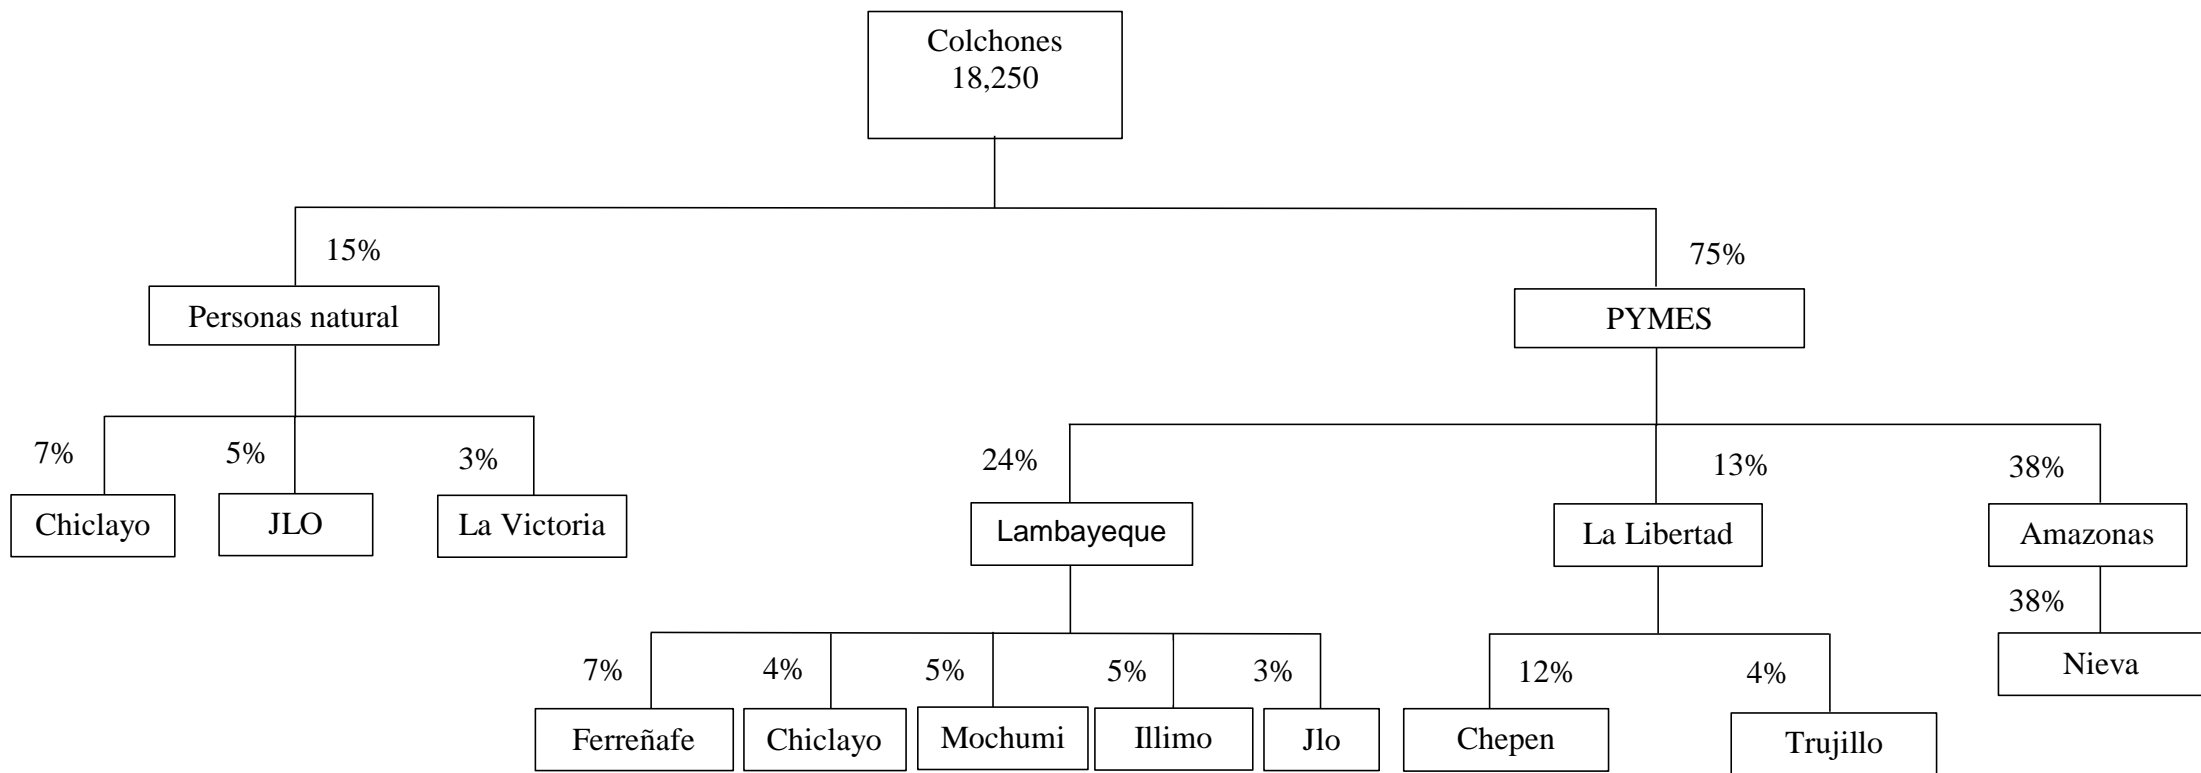 Colchones
18,250
15%
75%
Personas natural
PYMES
7%
5%
3%
24%
13%
38%
Chiclayo
JLO
La Victoria
Lambayeque
La Libertad
Amazonas
38%
7%
4%
5%
5%
3%
12%
4%
Nieva
Ferreñafe
Chiclayo
Mochumi
Illimo
Jlo
Chepen
Trujillo